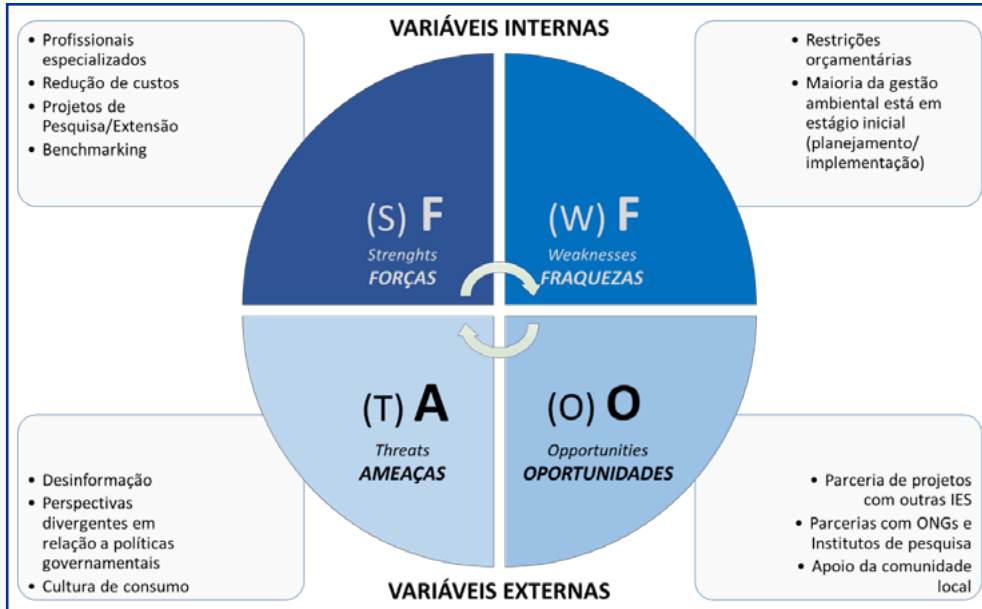 VARIÁVEIS INTERNAS
• Profissionais
especializados
• Redução de custos
• Projetos de
Pesquisa/Extensão
• Benchmarking
• Restrições
orçamentárias
• Maioria da gestão
ambiental está em
estágio inicial
(planejamento/
implementação)
(S) F
Strenghts
FORÇAS
(W) F
Weaknesses
FRAQUEZAS
(T) A
Threats
AMEAÇAS
(O) O
Opportunities
OPORTUNIDADES
• Desinformação
• Perspectivas
divergentes em
relação a políticas
governamentais
• Cultura de consumo
• Parceria de projetos
com outras IES
• Parcerias com ONGs e
Institutos de pesquisa
• Apoio da comunidade
local
VARIÁVEIS EXTERNAS